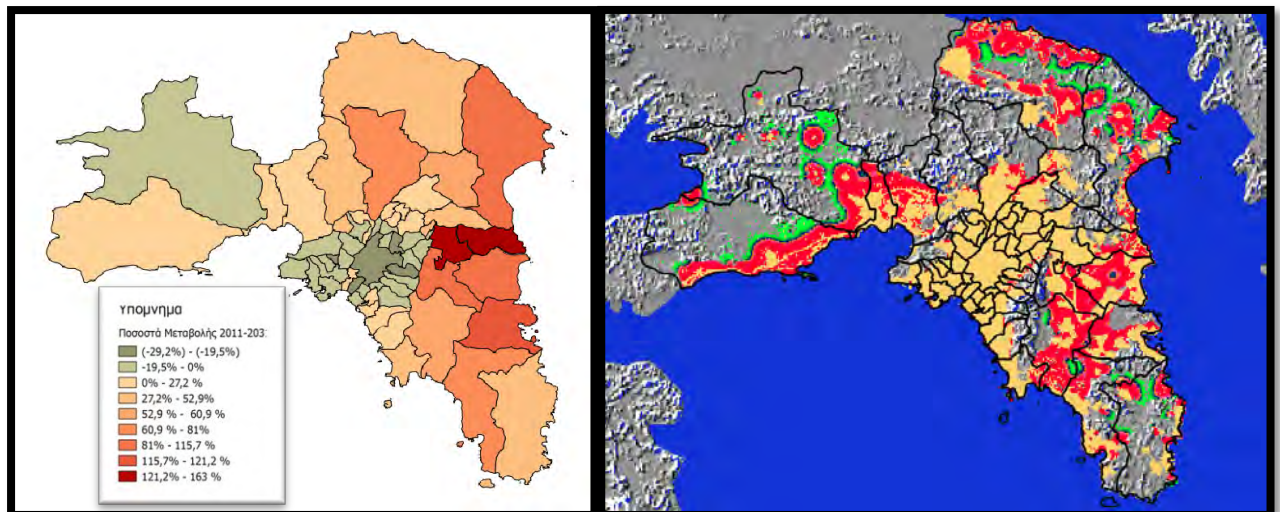 Υπομνημα
Ποσοστά Μεταβολής 2011-203
(-29,2%) - (-19,5%)
-19,5% - 0%
0% - 27,2 %
27,2% - 52,9%
52,9 % - 60,9 %
60,9 % - 81%
81% - 115,7 %
115,7% - 121,2 %
121,2% - 163 %